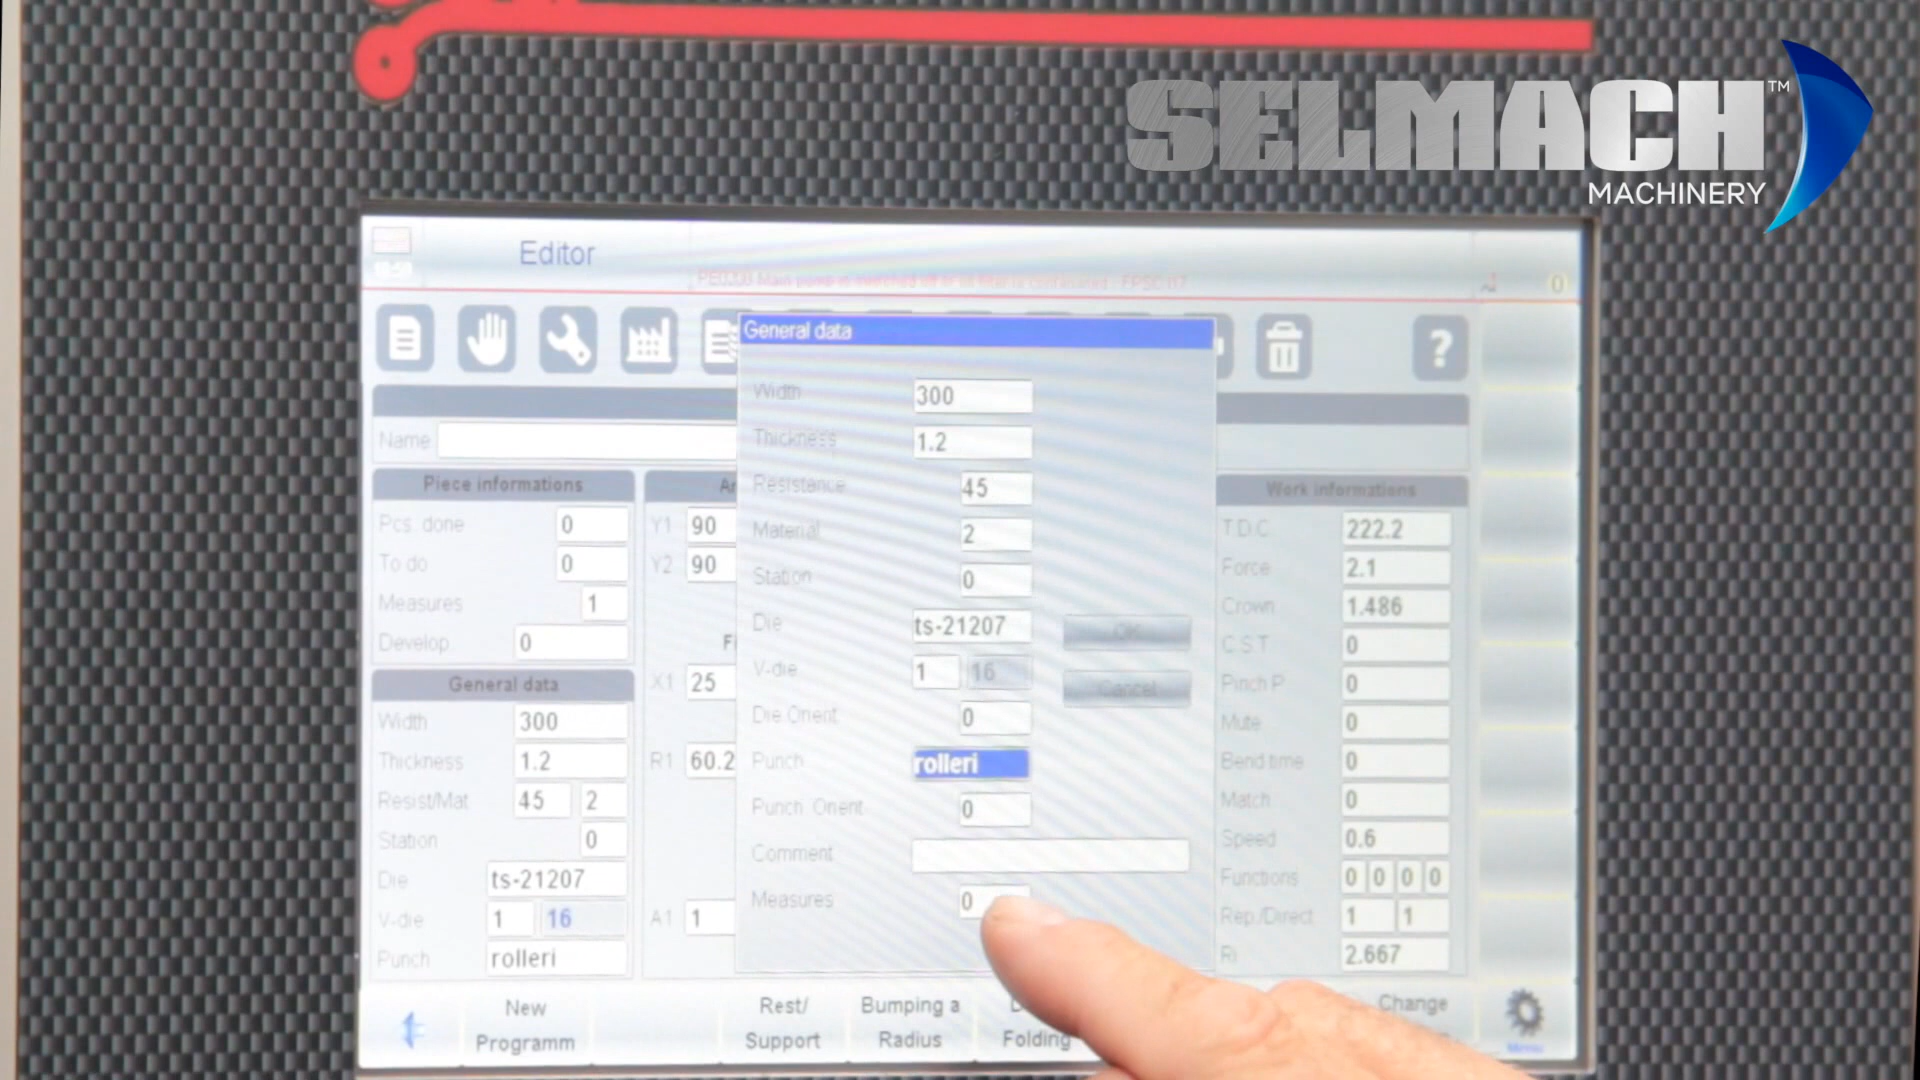 SELMACH™
MACHINERY
Editor
0
General data
?
Width 300
Thickness 1.2
Resistance 45
Material 2
Station 0
Die ts-21207
V-die 1 16
Die Orient 0
Punch rolleri
Punch Orient 0
Comment
Measures 0
OK
Cancel
Name
Piece informations
Pcs. done 0
To do 0
Measures 1
Develop. 0
General data
Width 300
Thickness 1.2
Resist/Mat 45 2
Station 0
Die ts-21207
V-die 1 16
Punch rolleri
Y1 90
Y2 90
X1 25
R1 60.2
A1 1
Work informations
T.D.C 222.2
Force 2.1
Crown 1.486
C.S.T 0
Pinch P 0
Mute 0
Bend time 0
Match 0
Speed 0.6
Functions 0 0 0 0
Rep./Direct 1 1
Ri 2.667
New
Programm
Rest/
Support
Bumping a
Radius
Folding
Change
Menu